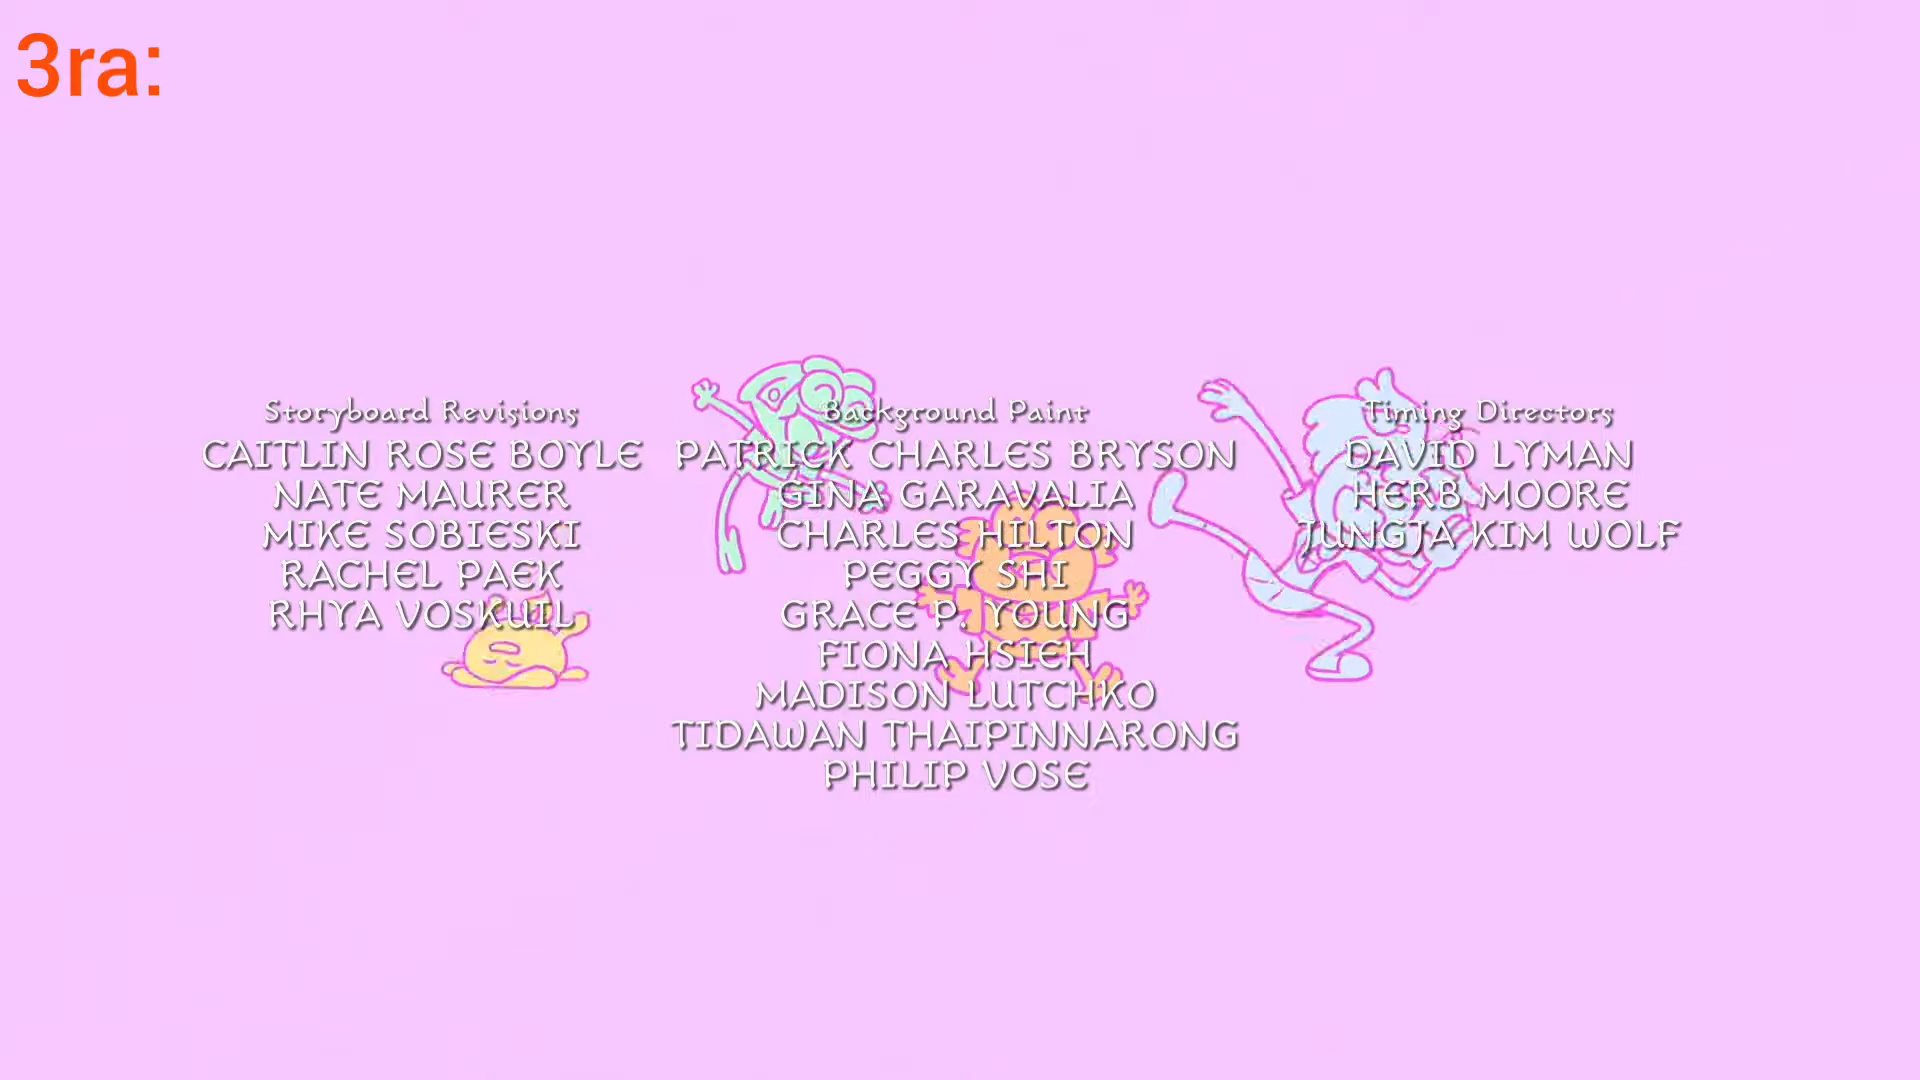 3ra:
Storyboard Revisions
CAITLIN ROSE BOYLE
NATE MAURER
MIKE SOBIESKI
RACHEL PAEK
RHYA VOSKUIL
Background Paint
PATRICK CHARLES BRYSON
GINA GARAVALIA
CHARLES HILTON
PEGGY SHI
GRACE P. YOUNG
FIONA HSIEH
MADISON LUTCHKO
TIDAWAN THAIPINNARONG
PHILIP VOSE
Timing Directors
DAVID LYMAN
HERB MOORE
JUNGJA KIM WOLF